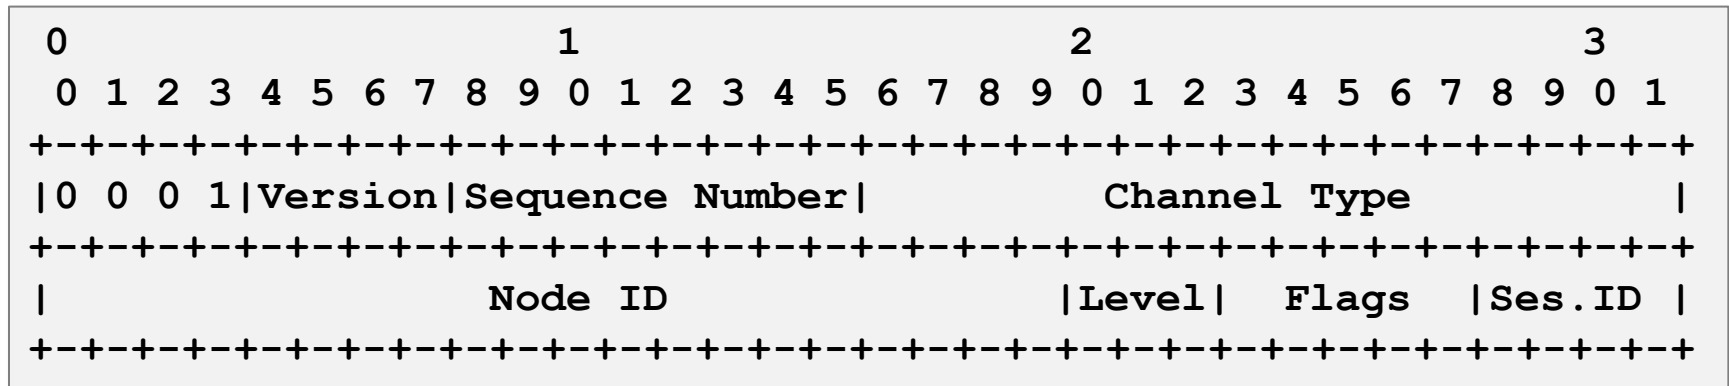 0                   1                   2                   3
 0 1 2 3 4 5 6 7 8 9 0 1 2 3 4 5 6 7 8 9 0 1 2 3 4 5 6 7 8 9 0 1
+-+-+-+-+-+-+-+-+-+-+-+-+-+-+-+-+-+-+-+-+-+-+-+-+-+-+-+-+-+-+-+-+
|0 0 0 1|Version|Sequence Number|         Channel Type          |
+-+-+-+-+-+-+-+-+-+-+-+-+-+-+-+-+-+-+-+-+-+-+-+-+-+-+-+-+-+-+-+-+
|                 Node ID               |Level|  Flags  |Ses.ID |
+-+-+-+-+-+-+-+-+-+-+-+-+-+-+-+-+-+-+-+-+-+-+-+-+-+-+-+-+-+-+-+-+